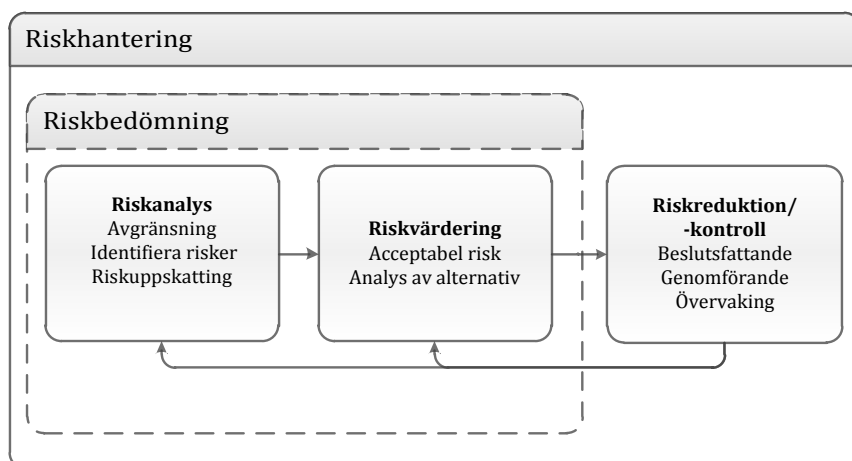 Riskhantering
Riskbedömning
Riskanalys
Avgränsning
Identifiera risker
Riskuppskatting
Riskvärdering
Acceptabel risk
Analys av alternativ
Riskreduktion/
-kontroll
Beslutsfattande
Genomförande
Övervaking